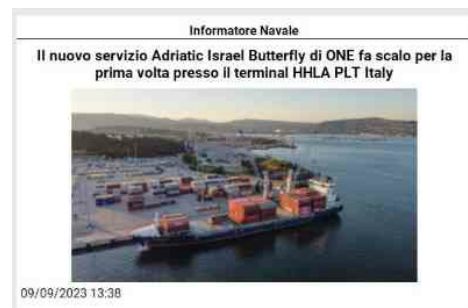 Informatore Navale
Il nuovo servizio Adriatic Israel Butterfly di ONE fa scalo per la
prima volta presso il terminal HHLA PLT Italy
09/09/2023 13:38